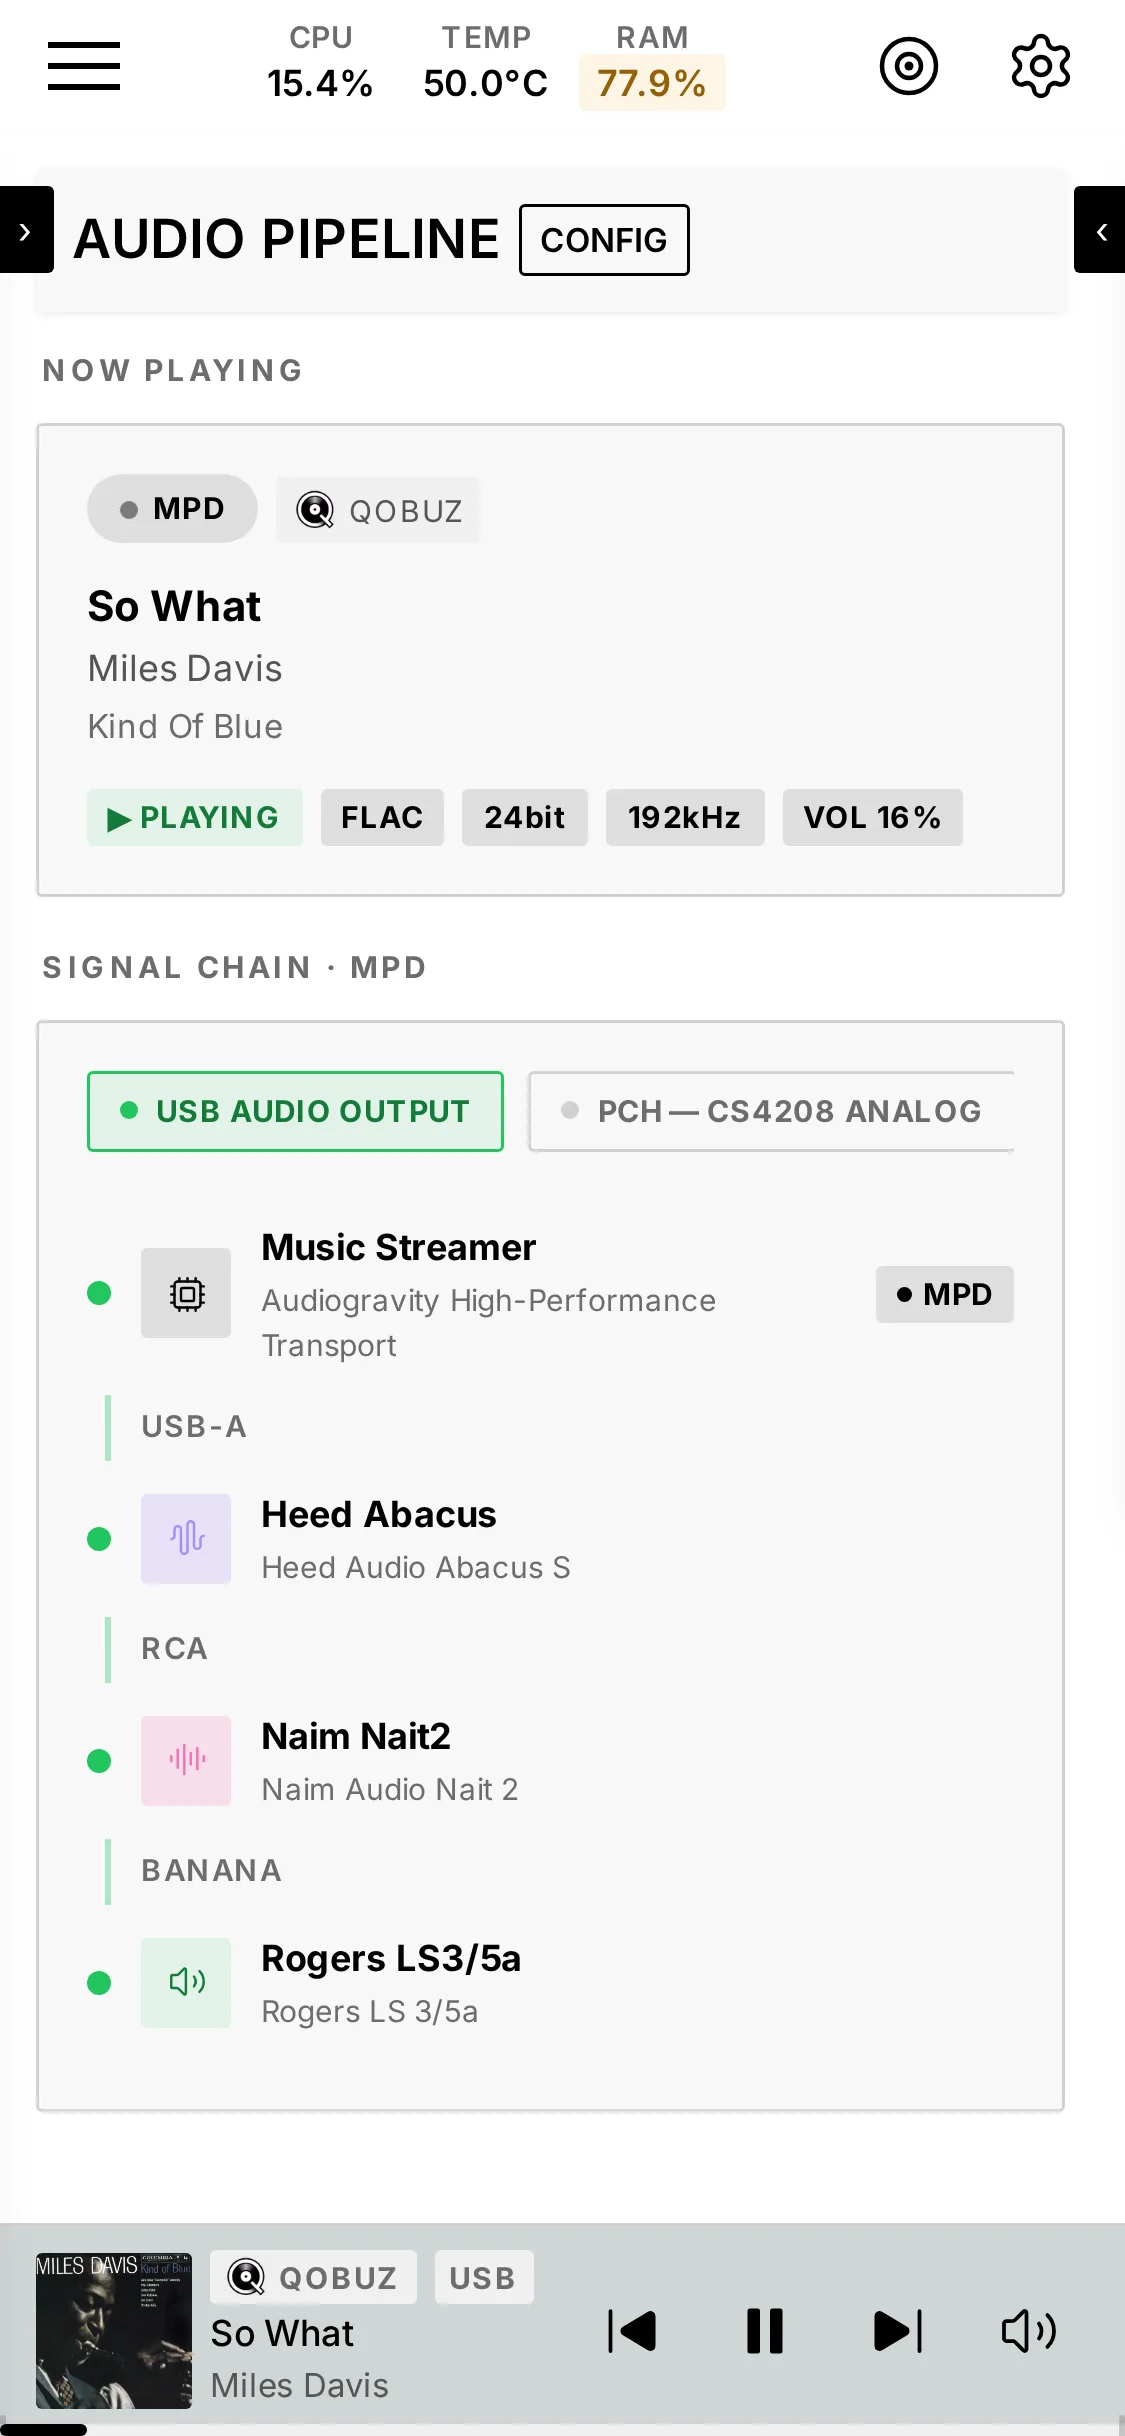 CPU TEMP RAM
15.4% 50.0°C 77.9%
AUDIO PIPELINE CONFIG
NOW PLAYING
MPD QOBUZ
So What
Miles Davis
Kind Of Blue
▶ PLAYING FLAC 24bit 192kHz VOL 16%
SIGNAL CHAIN · MPD
USB AUDIO OUTPUT PCH — CS4208 ANALOG
Music Streamer
Audiogravity High-Performance
Transport
MPD
USB-A
Heed Abacus
Heed Audio Abacus S
RCA
Naim Nait2
Naim Audio Nait 2
BANANA
Rogers LS3/5a
Rogers LS 3/5a
MILES DAVIS
Kind of Blue
QOBUZ USB
So What
Miles Davis